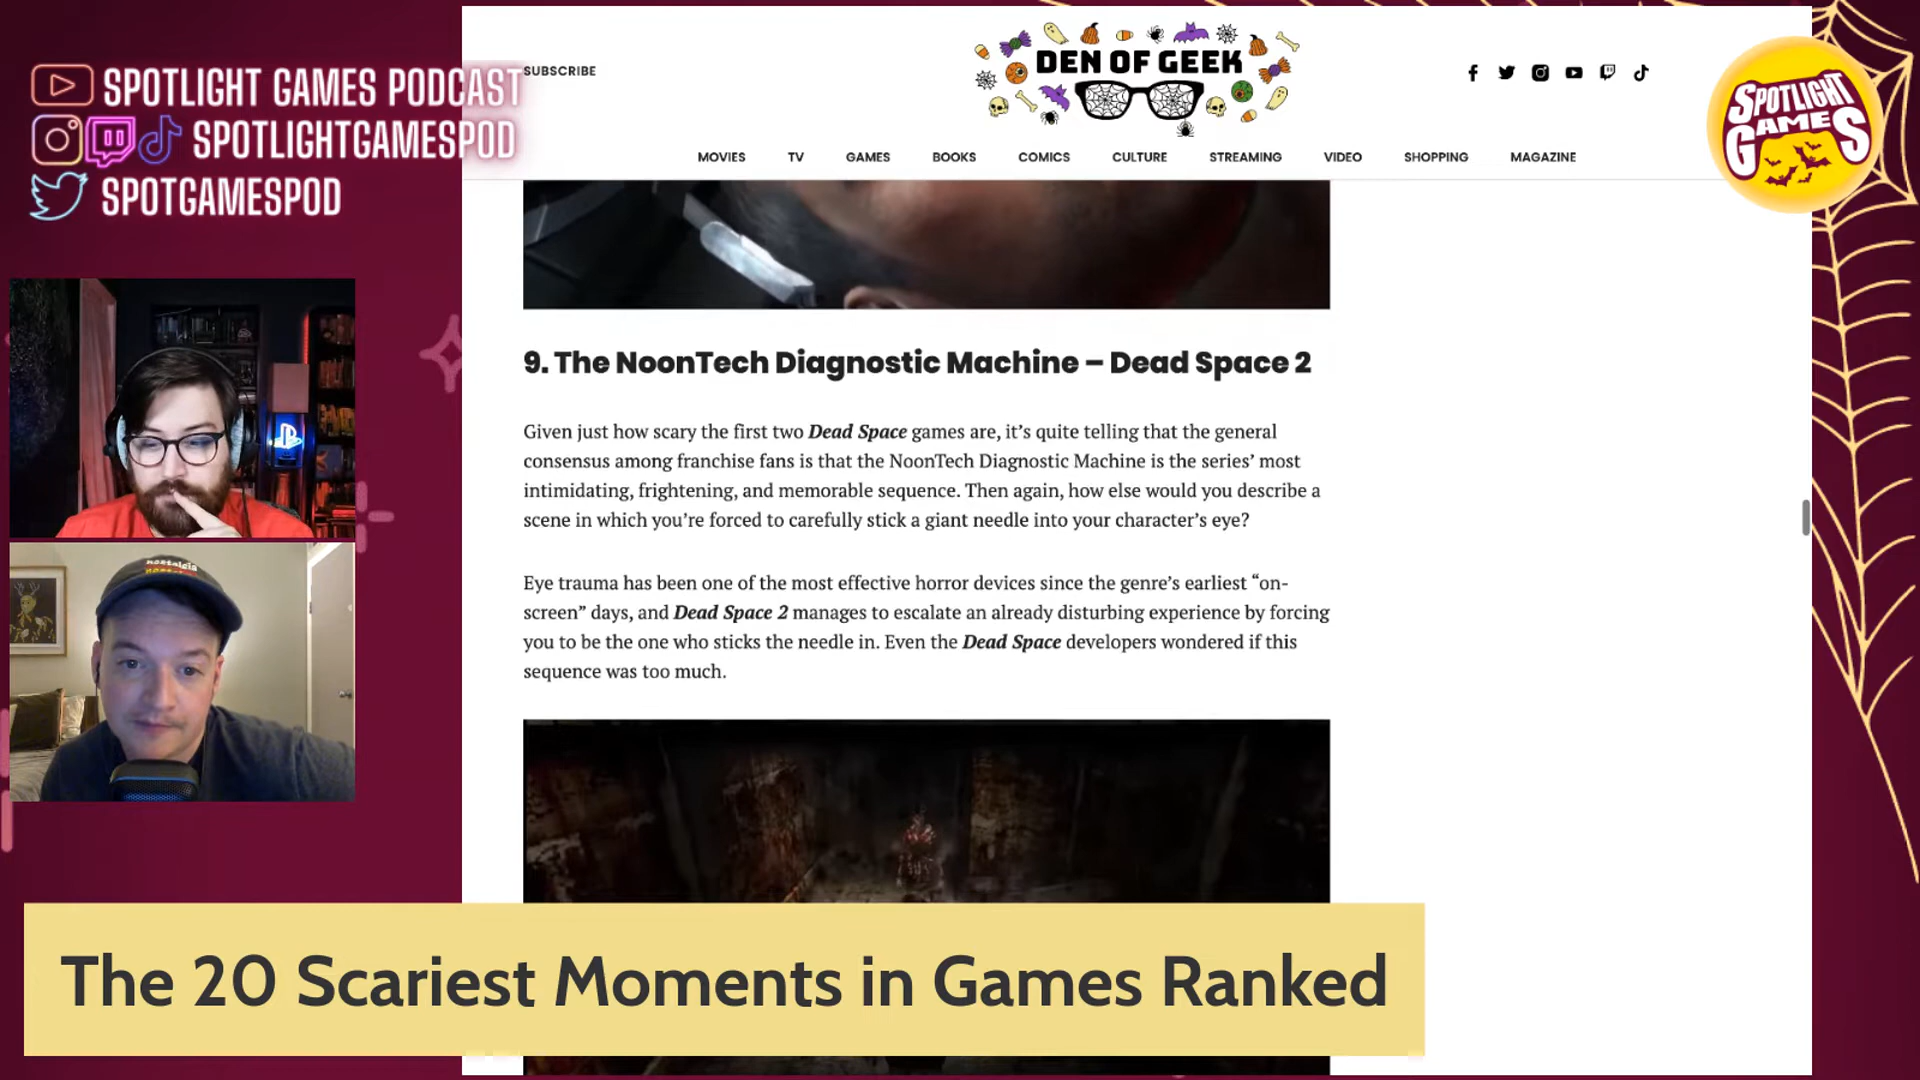 SPOTLIGHT GAMES PODCAST
SPOTLIGHTGAMESPOD
SPOTGAMESPOD
SUBSCRIBE
DEN OF GEEK
SPOTLIGHT
GAMES
MOVIES TV GAMES BOOKS COMICS CULTURE STREAMING VIDEO SHOPPING MAGAZINE
9. The NoonTech Diagnostic Machine – Dead Space 2
Given just how scary the first two Dead Space games are, it’s quite telling that the general
consensus among franchise fans is that the NoonTech Diagnostic Machine is the series’ most
intimidating, frightening, and memorable sequence. Then again, how else would you describe a
scene in which you’re forced to carefully stick a giant needle into your character’s eye?
Eye trauma has been one of the most effective horror devices since the genre’s earliest “on-
screen” days, and Dead Space 2 manages to escalate an already disturbing experience by forcing
you to be the one who sticks the needle in. Even the Dead Space developers wondered if this
sequence was too much.
nostalgia
The 20 Scariest Moments in Games Ranked